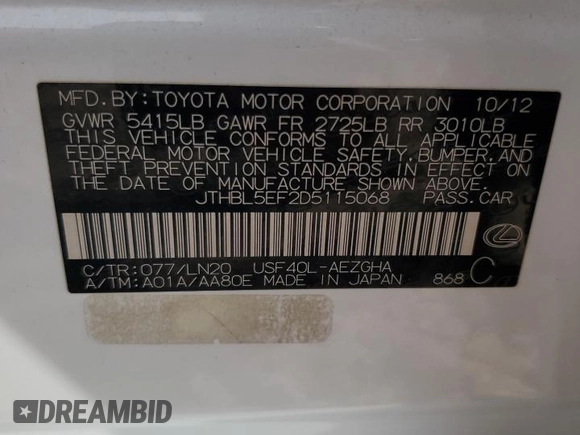 MFD.BY:TOYOTA MOTOR CORPORATION 10/12
GVWR 5415LB GAWR FR 2725LB RR 3010LB
THIS VEHICLE CONFORMS TO ALL APPLICABLE
FEDERAL MOTOR VEHICLE SAFETY,BUMPER,AND
THEFT PREVENTION STANDARDS IN EFFECT ON
THE DATE OF MANUFACTURE SHOWN ABOVE.
JTHBL5EF2D5115068 PASS.CAR
C/TR:077/LN20 USF40L-AEZGHA
A/TM:A01A/AA80E MADE IN JAPAN 868 C
DREAMBID